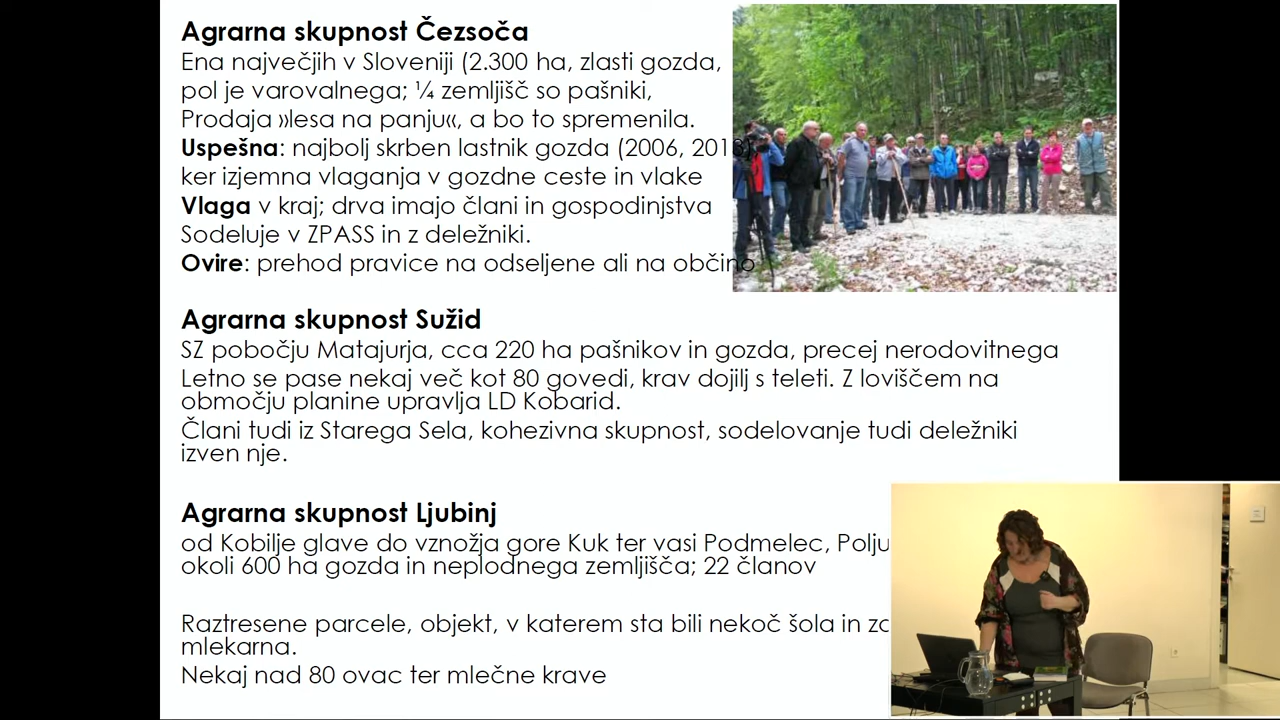 Agrarna skupnost Čezsoča
Ena največjih v Sloveniji (2.300 ha, zlasti gozda,
pol je varovalnega; ¼ zemljišč so pašniki,
Prodaja »lesa na panju«, a bo to spremenila.
Uspešna: najbolj skrben lastnik gozda (2006, 2013)
ker izjemna vlaganja v gozdne ceste in vlake
Vlaga v kraj; drva imajo člani in gospodinjstva
Sodeluje v ZPASS in z deležniki.
Ovire: prehod pravice na odseljene ali na občino
Agrarna skupnost Sužid
SZ pobočju Matajurja, cca 220 ha pašnikov in gozda, precej nerodovitnega
Letno se pase nekaj več kot 80 govedi, krav dojilj s teleti. Z loviščem na
območju planine upravlja LD Kobarid.
Člani tudi iz Starega Sela, kohezivna skupnost, sodelovanje tudi deležniki
izven nje.
Agrarna skupnost Ljubinj
od Kobilje glave do vznožja gore Kuk ter vasi Podmelec,
okoli 600 ha gozda in neplodnega zemljišča; 22 članov
Raztresene parcele, objekt, v katerem sta bili nekoč šola in
mlekarna.
Nekaj nad 80 ovac ter mlečne krave